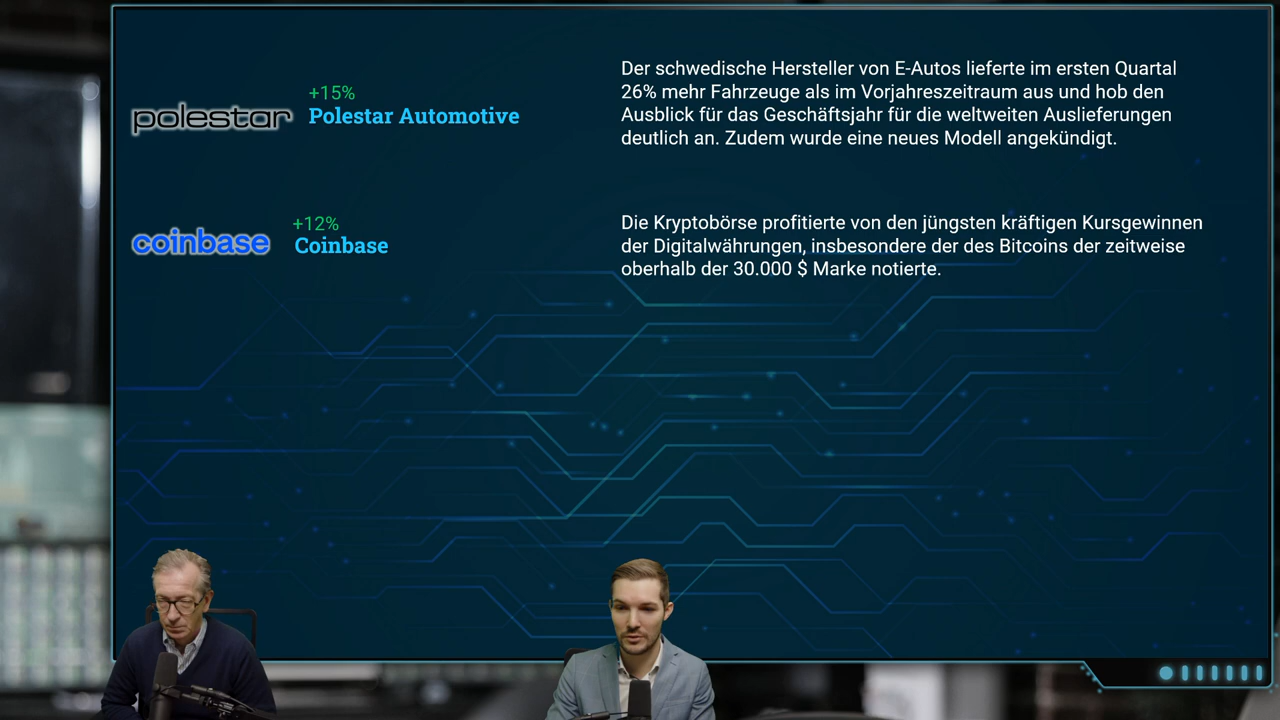 polestar
+15%
Polestar Automotive
Der schwedische Hersteller von E-Autos lieferte im ersten Quartal
26% mehr Fahrzeuge als im Vorjahreszeitraum aus und hob den
Ausblick für das Geschäftsjahr für die weltweiten Auslieferungen
deutlich an. Zudem wurde eine neues Modell angekündigt.
coinbase
+12%
Coinbase
Die Kryptobörse profitierte von den jüngsten kräftigen Kursgewinnen
der Digitalwährungen, insbesondere der des Bitcoins der zeitweise
oberhalb der 30.000 $ Marke notierte.